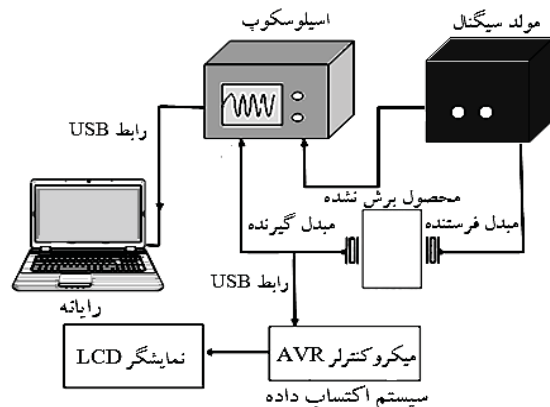 مولد سیگنال
اسیلوسکوپ
رابط USB
محصول برش نشده
مبدل فرستنده
مبدل گیرنده
رابط USB
رایانه
میکروکنترلر AVR
نمایشگر LCD
سیستم اکتساب داده